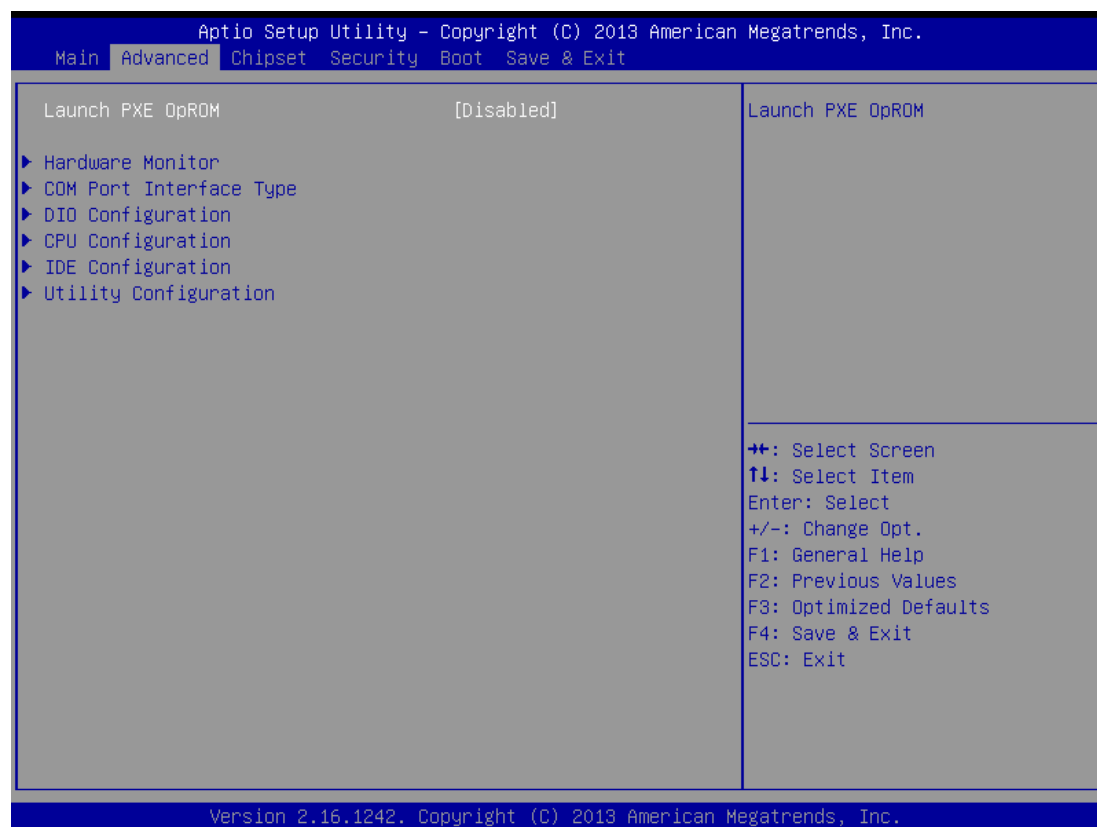 Aptio Setup Utility – Copyright (C) 2013 American Megatrends, Inc.
Main Advanced Chipset Security Boot Save & Exit
Launch PXE OpROM [Disabled]
Hardware Monitor
COM Port Interface Type
DIO Configuration
CPU Configuration
IDE Configuration
Utility Configuration
Launch PXE OpROM
→←: Select Screen
↑↓: Select Item
Enter: Select
+/-: Change Opt.
F1: General Help
F2: Previous Values
F3: Optimized Defaults
F4: Save & Exit
ESC: Exit
Version 2.16.1242. Copyright (C) 2013 American Megatrends, Inc.